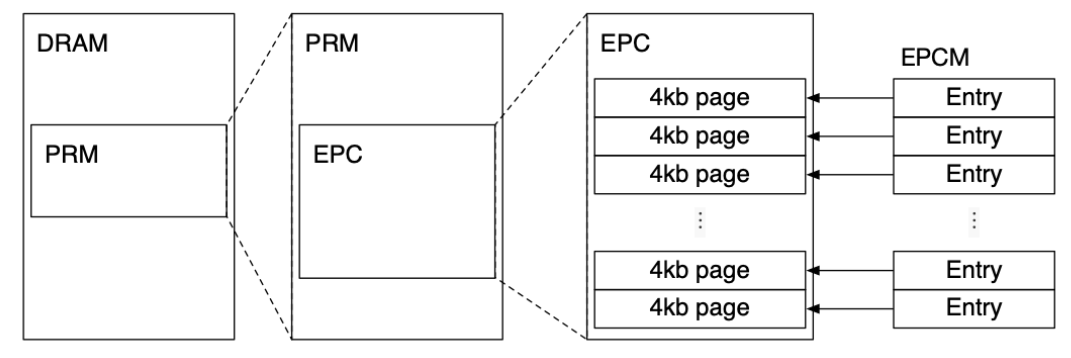 DRAM
PRM
PRM
EPC
EPC
4kb page
4kb page
4kb page
⋮
4kb page
4kb page
EPCM
Entry
Entry
Entry
⋮
Entry
Entry